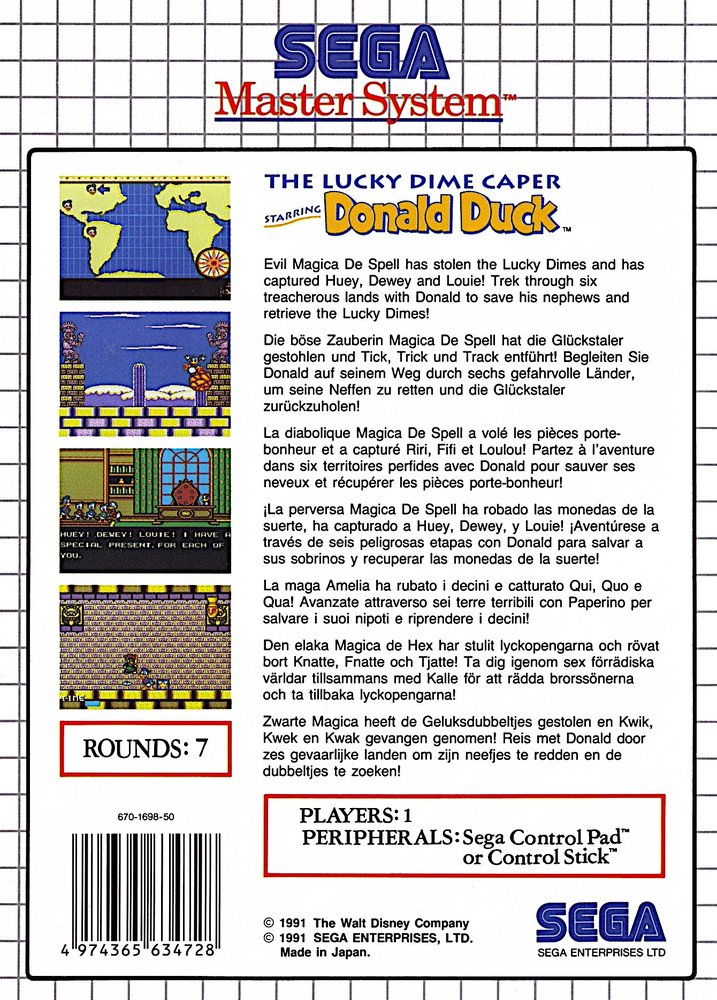 SEGA
Master System™
THE LUCKY DIME CAPER
STARRING Donald Duck™
Evil Magica De Spell has stolen the Lucky Dimes and has
captured Huey, Dewey and Louie! Trek through six
treacherous lands with Donald to save his nephews and
retrieve the Lucky Dimes!
Die böse Zauberin Magica De Spell hat die Glückstaler
gestohlen und Tick, Trick und Track entführt! Begleiten Sie
Donald auf seinem Weg durch sechs gefahrvolle Länder,
um seine Neffen zu retten und die Glückstaler
zurückzuholen!
La diabolique Magica De Spell a volé les pièces porte-
bonheur et a capturé Riri, Fifi et Loulou! Partez à l'aventure
dans six territoires perfides avec Donald pour sauver ses
neveux et récupérer les pièces porte-bonheur!
¡La perversa Magica De Spell ha robado las monedas de la
suerte, ha capturado a Huey, Dewey, y Louie! ¡Aventúrese a
través de seis peligrosas etapas con Donald para salvar a
sus sobrinos y recuperar las monedas de la suerte!
La maga Amelia ha rubato i decini e catturato Qui, Quo e
Qua! Avanzate attraverso sei terre terribili con Paperino per
salvare i suoi nipoti e riprendere i decini!
Den elaka Magica de Hex har stulit lyckopengarna och rövat
bort Knatte, Fnatte och Tjatte! Ta dig igenom sex förrädiska
världar tillsammans med Kalle för att rädda brorssönerna
och ta tillbaka lyckopengarna!
Zwarte Magica heeft de Geluksdubbeltjes gestolen en Kwik,
Kwek en Kwak gevangen genomen! Reis met Donald door
zes gevaarlijke landen om zijn neefjes te redden en de
dubbeltjes te zoeken!
HUEY! DEWEY! LOUIE! I HAVE A
SPECIAL PRESENT FOR EACH OF
YOU.
ROUNDS: 7
PLAYERS: 1
PERIPHERALS: Sega Control Pad™
or Control Stick™
670-1698-50
4 974365 634728
© 1991 The Walt Disney Company
© 1991 SEGA ENTERPRISES, LTD.
Made in Japan.
SEGA
SEGA ENTERPRISES LTD